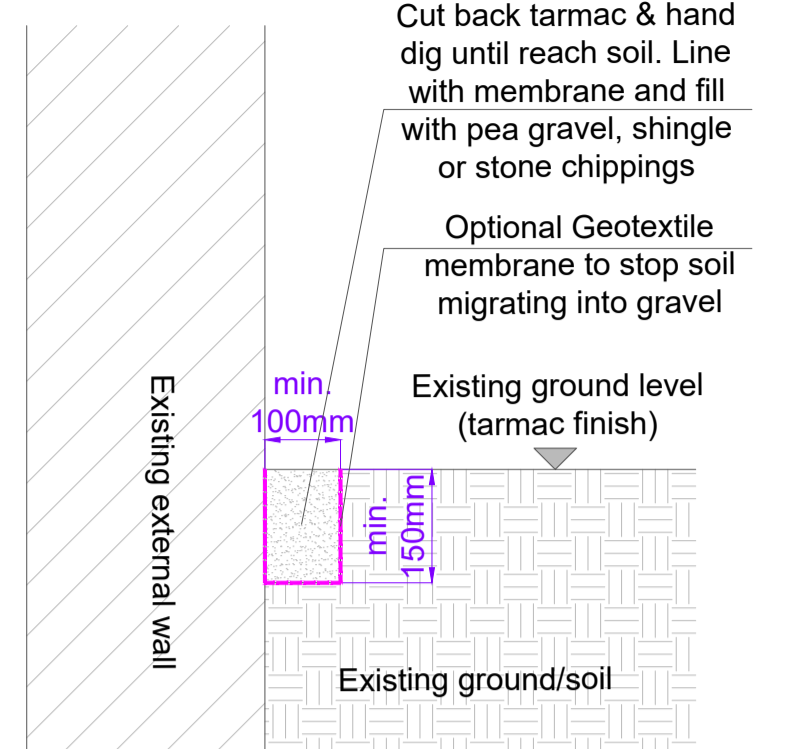 Cut back tarmac & hand
dig until reach soil. Line
with membrane and fill
with pea gravel, shingle
or stone chippings
Optional Geotextile
membrane to stop soil
migrating into gravel
min.
100mm
Existing ground level
(tarmac finish)
min.
150mm
Existing external wall
Existing ground/soil